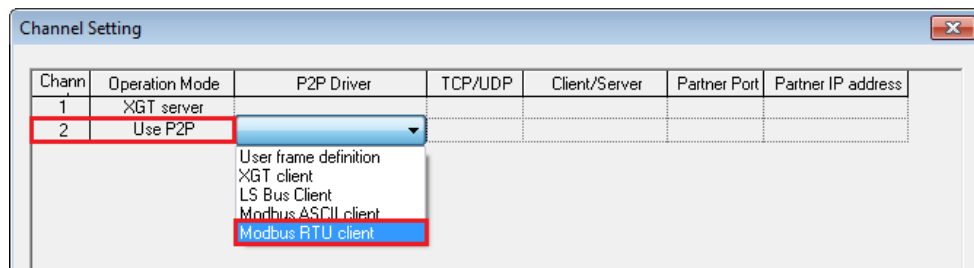 Channel Setting
Chann Operation Mode P2P Driver TCP/UDP Client/Server Partner Port Partner IP address
1 XGT server
2 Use P2P
User frame definition
XGT client
LS Bus Client
Modbus ASCII client
Modbus RTU client